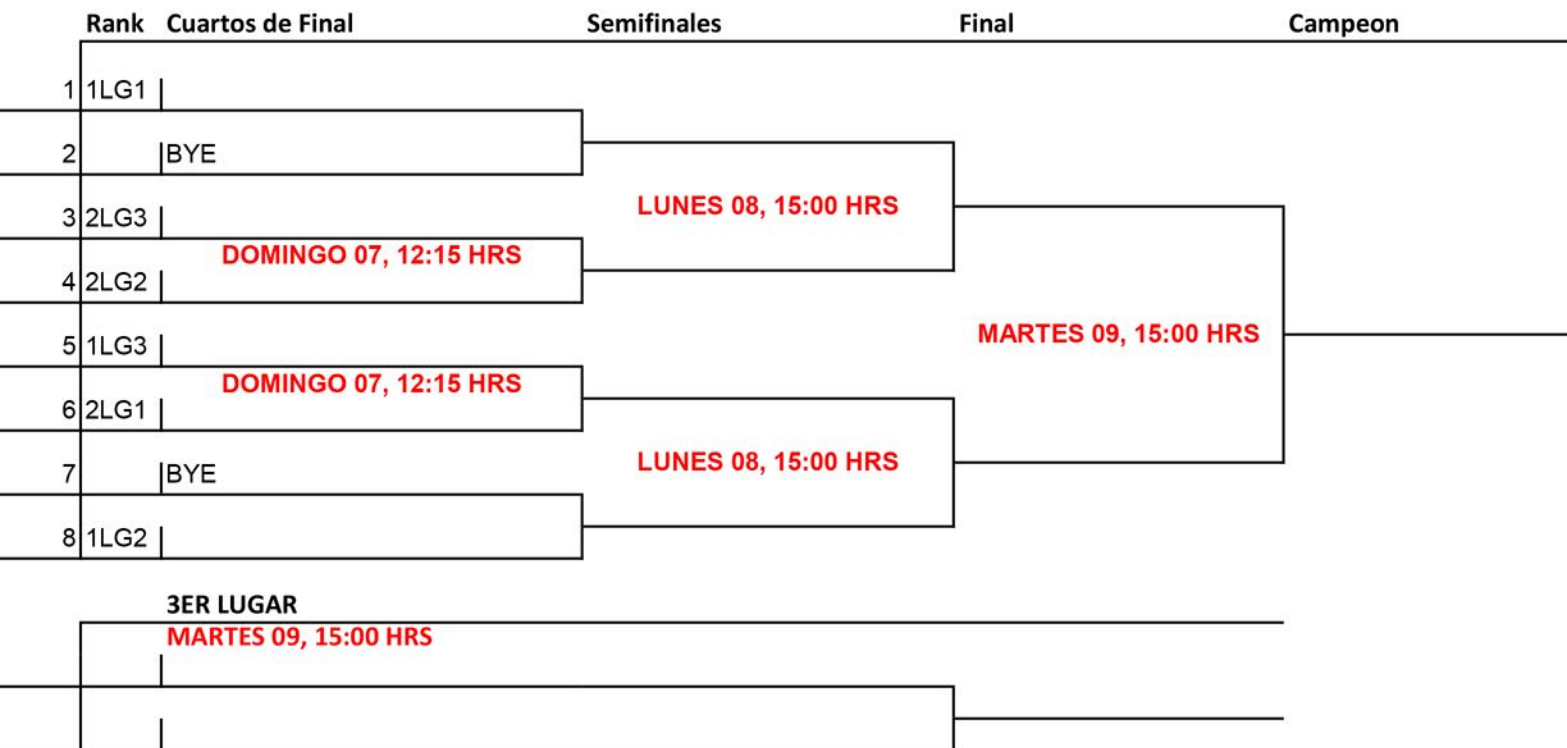 Rank Cuartos de Final Semifinales Final Campeon
1 1LG1
2 BYE
LUNES 08, 15:00 HRS
3 2LG3
DOMINGO 07, 12:15 HRS
4 2LG2
MARTES 09, 15:00 HRS
5 1LG3
DOMINGO 07, 12:15 HRS
6 2LG1
LUNES 08, 15:00 HRS
7 BYE
8 1LG2
3ER LUGAR
MARTES 09, 15:00 HRS